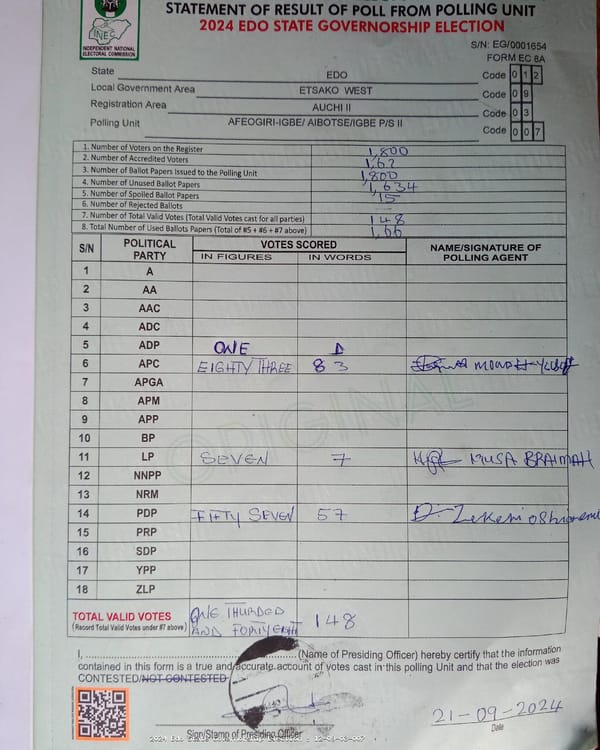 STATEMENT OF RESULT OF POLL FROM POLLING UNIT
2024 EDO STATE GOVERNORSHIP ELECTION
INEC
INDEPENDENT NATIONAL
ELECTORAL COMMISSION
S/N: EG/0001654
FORM EC 8A
State EDO Code 0 1 2
Local Government Area ETSAKO WEST Code 0 9
Registration Area AUCHI II Code 0 3
Polling Unit AFEOGIRI-IGBE/ AIBOTSE/IGBE P/S II Code 0 0 7
1. Number of Voters on the Register 1,800
2. Number of Accredited Voters 1,67
3. Number of Ballot Papers Issued to the Polling Unit 1,800
4. Number of Unused Ballot Papers 1,634
5. Number of Spoiled Ballot Papers 15
6. Number of Rejected Ballots
7. Number of Total Valid Votes (Total Valid Votes cast for all parties) 148
8. Total Number of Used Ballots Papers (Total of #5 + #6 + #7 above) 1,66
S/N POLITICAL PARTY VOTES SCORED NAME/SIGNATURE OF POLLING AGENT
IN FIGURES IN WORDS
1 A
2 AA
3 AAC
4 ADC
5 ADP ONE 1
6 APC EIGHTY THREE 83
7 APGA
8 APM
9 APP
10 BP
11 LP SEVEN 7 MUSA BRAIMAH
12 NNPP
13 NRM
14 PDP FIFTY SEVEN 57
15 PRP
16 SDP
17 YPP
18 ZLP
ORIGINAL
TOTAL VALID VOTES ONE THURDED
(Record Total Valid Votes under #7 above) AND FORTY EIGHT 148
I, (Name of Presiding Officer) hereby certify that the information
contained in this form is a true and accurate account of votes cast in this polling Unit and that the election was
CONTESTED/NOT CONTESTED
21-09-2024
Sign/Stamp of Presiding Officer
Date